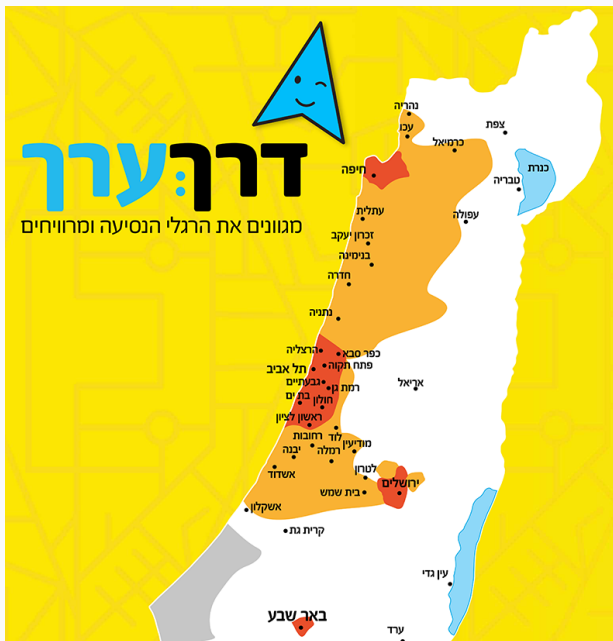 דרך:ערך
מגוונים את הרגלי הנסיעה ומרוויחים
נהריה
עכו
צפת
כרמיאל
כנרת
חיפה
טבריה
עתלית
עפולה
זכרון יעקב
בנימינה
חדרה
נתניה
הרצליה
כפר סבא
תל אביב
פתח תקוה
גבעתיים
רמת גן
אריאל
בת ים
חולון
ראשון לציון
לוד
רחובות
מודיעין
יבנה
רמלה
אשדוד
לטרון
ירושלים
בית שמש
אשקלון
קרית גת
עין גדי
באר שבע
ערד